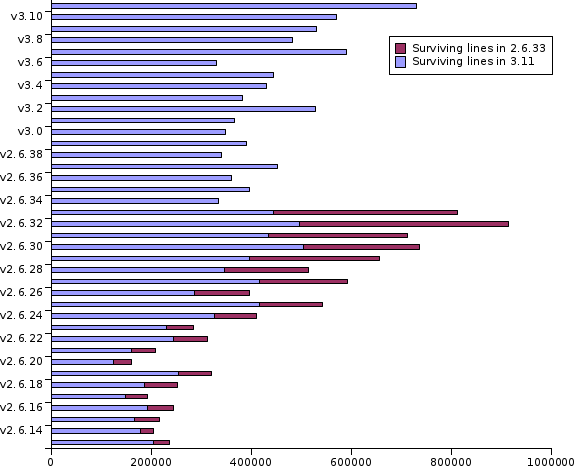 v3.10
v3.8
Surviving lines in 2.6.33
Surviving lines in 3.11
v3.6
v3.4
v3.2
v3.0
v2.6.38
v2.6.36
v2.6.34
v2.6.32
v2.6.30
v2.6.28
v2.6.26
v2.6.24
v2.6.22
v2.6.20
v2.6.18
v2.6.16
v2.6.14
0 200000 400000 600000 800000 1000000